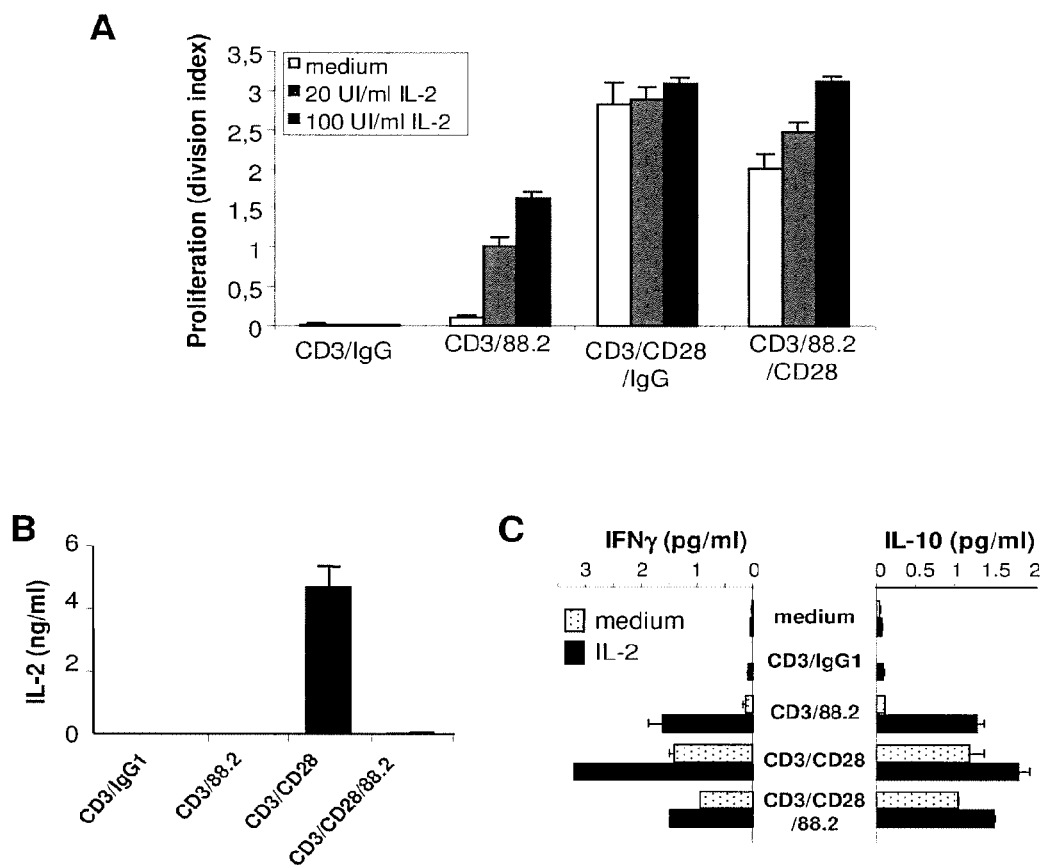 A
Proliferation (division index)
3,5
3
2,5
2
1,5
1
0,5
0
medium
20 UI/ml IL-2
100 UI/ml IL-2
CD3/IgG
CD3/88.2
CD3/CD28
/IgG
CD3/88.2
/CD28
B
IL-2 (ng/ml)
6
4
2
0
CD3/IgG1
CD3/88.2
CD3/CD28
CD3/CD28/88.2
C
IFNγ (pg/ml)
IL-10 (pg/ml)
3 2 1 0
0 0.5 1 1.5 2
medium
IL-2
medium
CD3/IgG1
CD3/88.2
CD3/CD28
CD3/CD28
/88.2